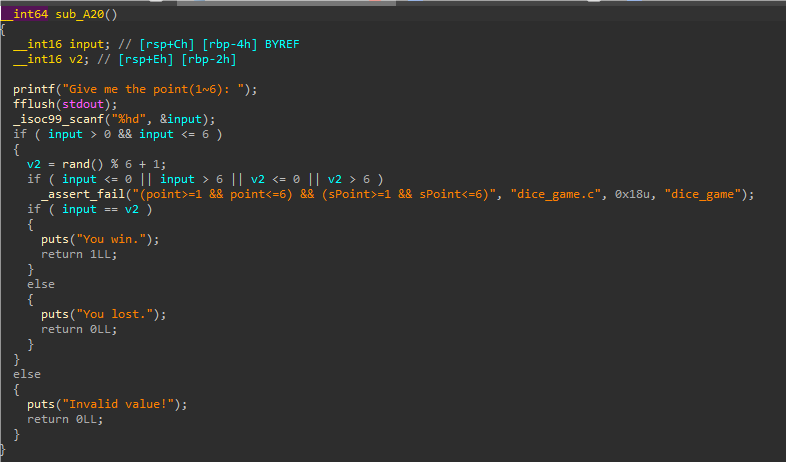 __int64 sub_A20()
{
  __int16 input; // [rsp+Ch] [rbp-4h] BYREF
  __int16 v2; // [rsp+Eh] [rbp-2h]

  printf("Give me the point(1~6): ");
  fflush(stdout);
  _isoc99_scanf("%hd", &input);
  if ( input > 0 && input <= 6 )
  {
    v2 = rand() % 6 + 1;
    if ( input <= 0 || input > 6 || v2 <= 0 || v2 > 6 )
      _assert_fail("(point>=1 && point<=6) && (sPoint>=1 && sPoint<=6)", "dice_game.c", 0x18u, "dice_game");
    if ( input == v2 )
    {
      puts("You win.");
      return 1LL;
    }
    else
    {
      puts("You lost.");
      return 0LL;
    }
  }
  else
  {
    puts("Invalid value!");
    return 0LL;
  }
}